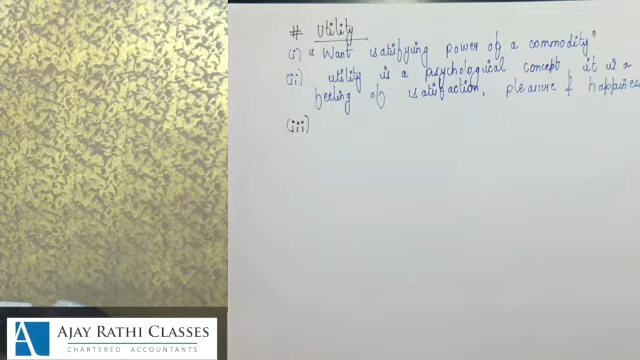 # Utility
(i) "Want satisfying power of a commodity"
(ii) utility is a psychological concept it is a
feeling of satisfaction, pleasure & happiness
(iii)
A AJAY RATHI CLASSES
CHARTERED ACCOUNTANTS